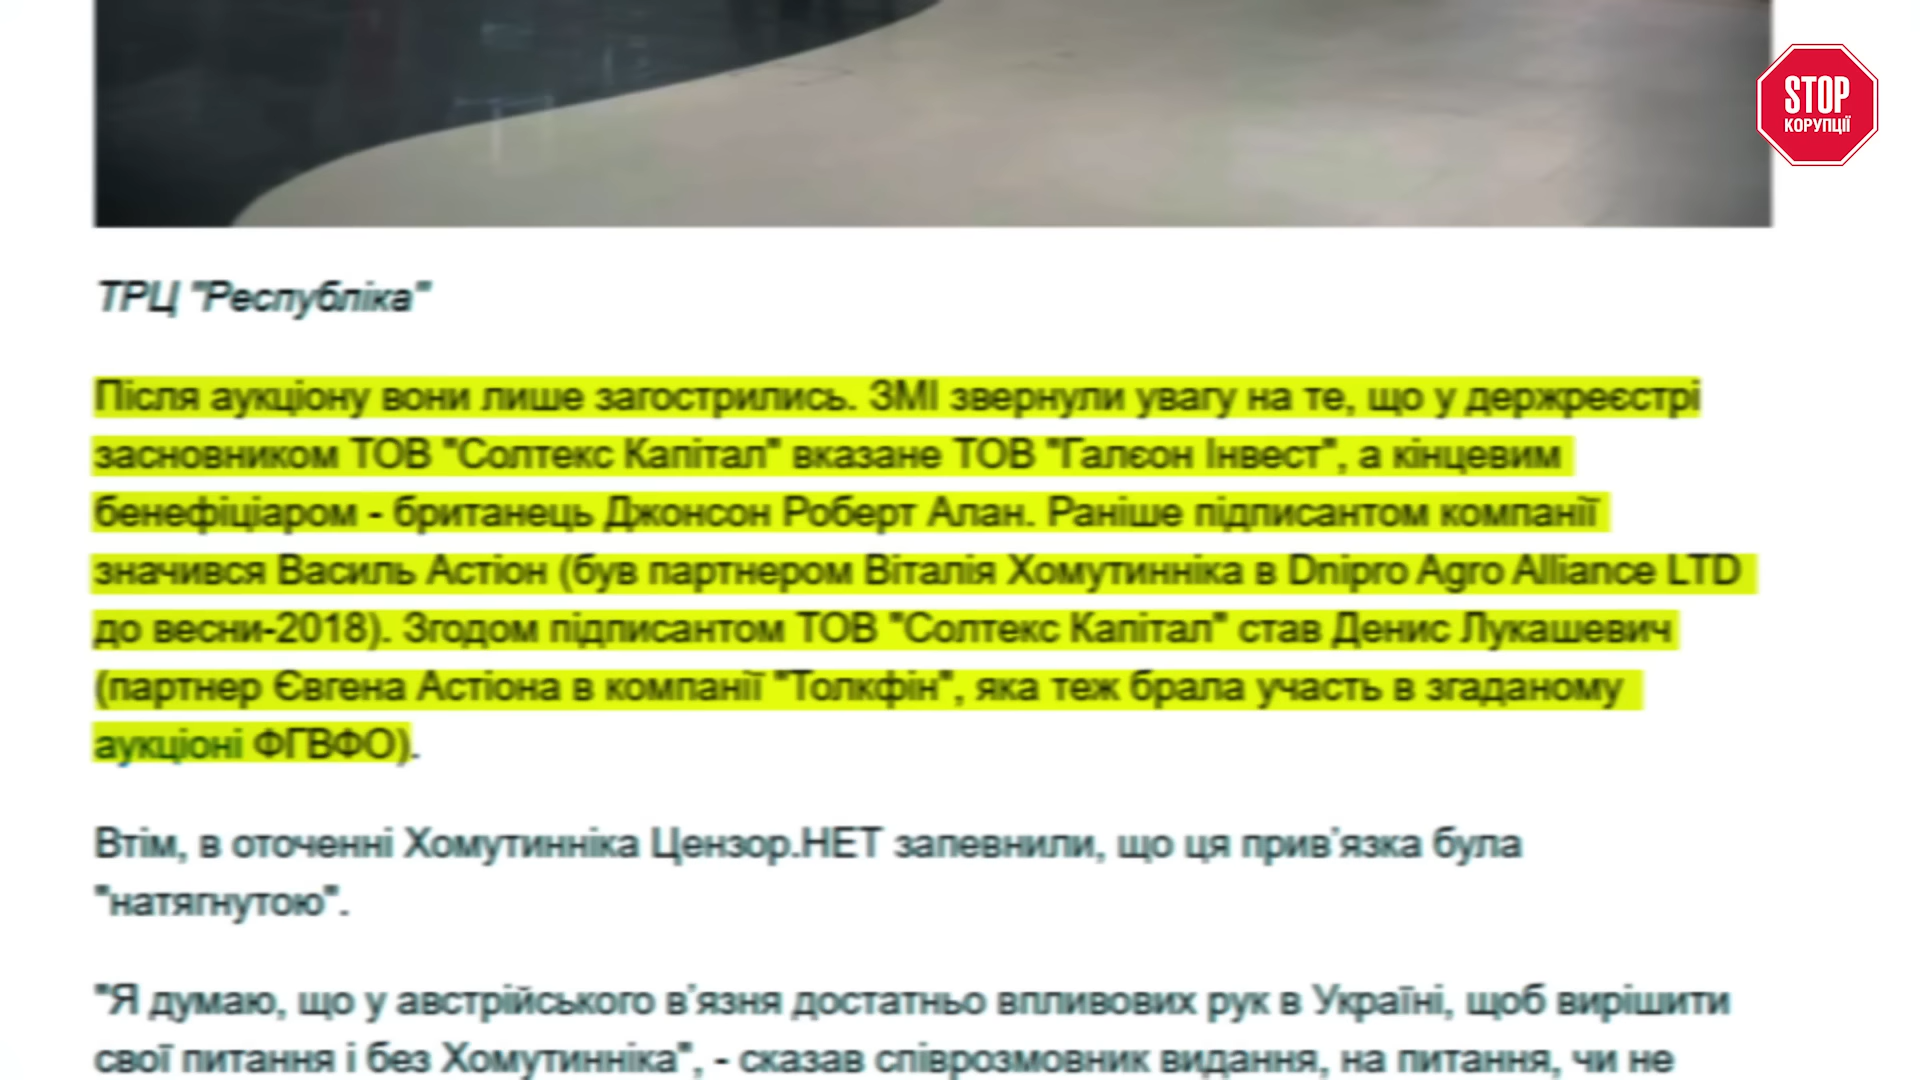 STOP
КОРУПЦІЇ
ТРЦ "Республіка"
Після аукціону вони лише загострились. ЗМІ звернули увагу на те, що у держреєстрі
засновником ТОВ "Солтекс Капітал" вказане ТОВ "Галєон Інвест", а кінцевим
бенефіціаром - британець Джонсон Роберт Алан. Раніше підписантом компанії
значився Василь Астіон (був партнером Віталія Хомутинніка в Dnipro Agro Alliance LTD
до весни-2018). Згодом підписантом ТОВ "Солтекс Капітал" став Денис Лукашевич
(партнер Євгена Астіона в компанії "Толкфін", яка теж брала участь в згаданому
аукціоні ФГВФО).
Втім, в оточенні Хомутинніка Цензор.НЕТ запевнили, що ця прив'язка була
"натягнутою".
"Я думаю, що у австрійського в'язня достатньо впливових рук в Україні, щоб вирішити
свої питання і без Хомутинніка", - сказав співрозмовник видання, на питання, чи не